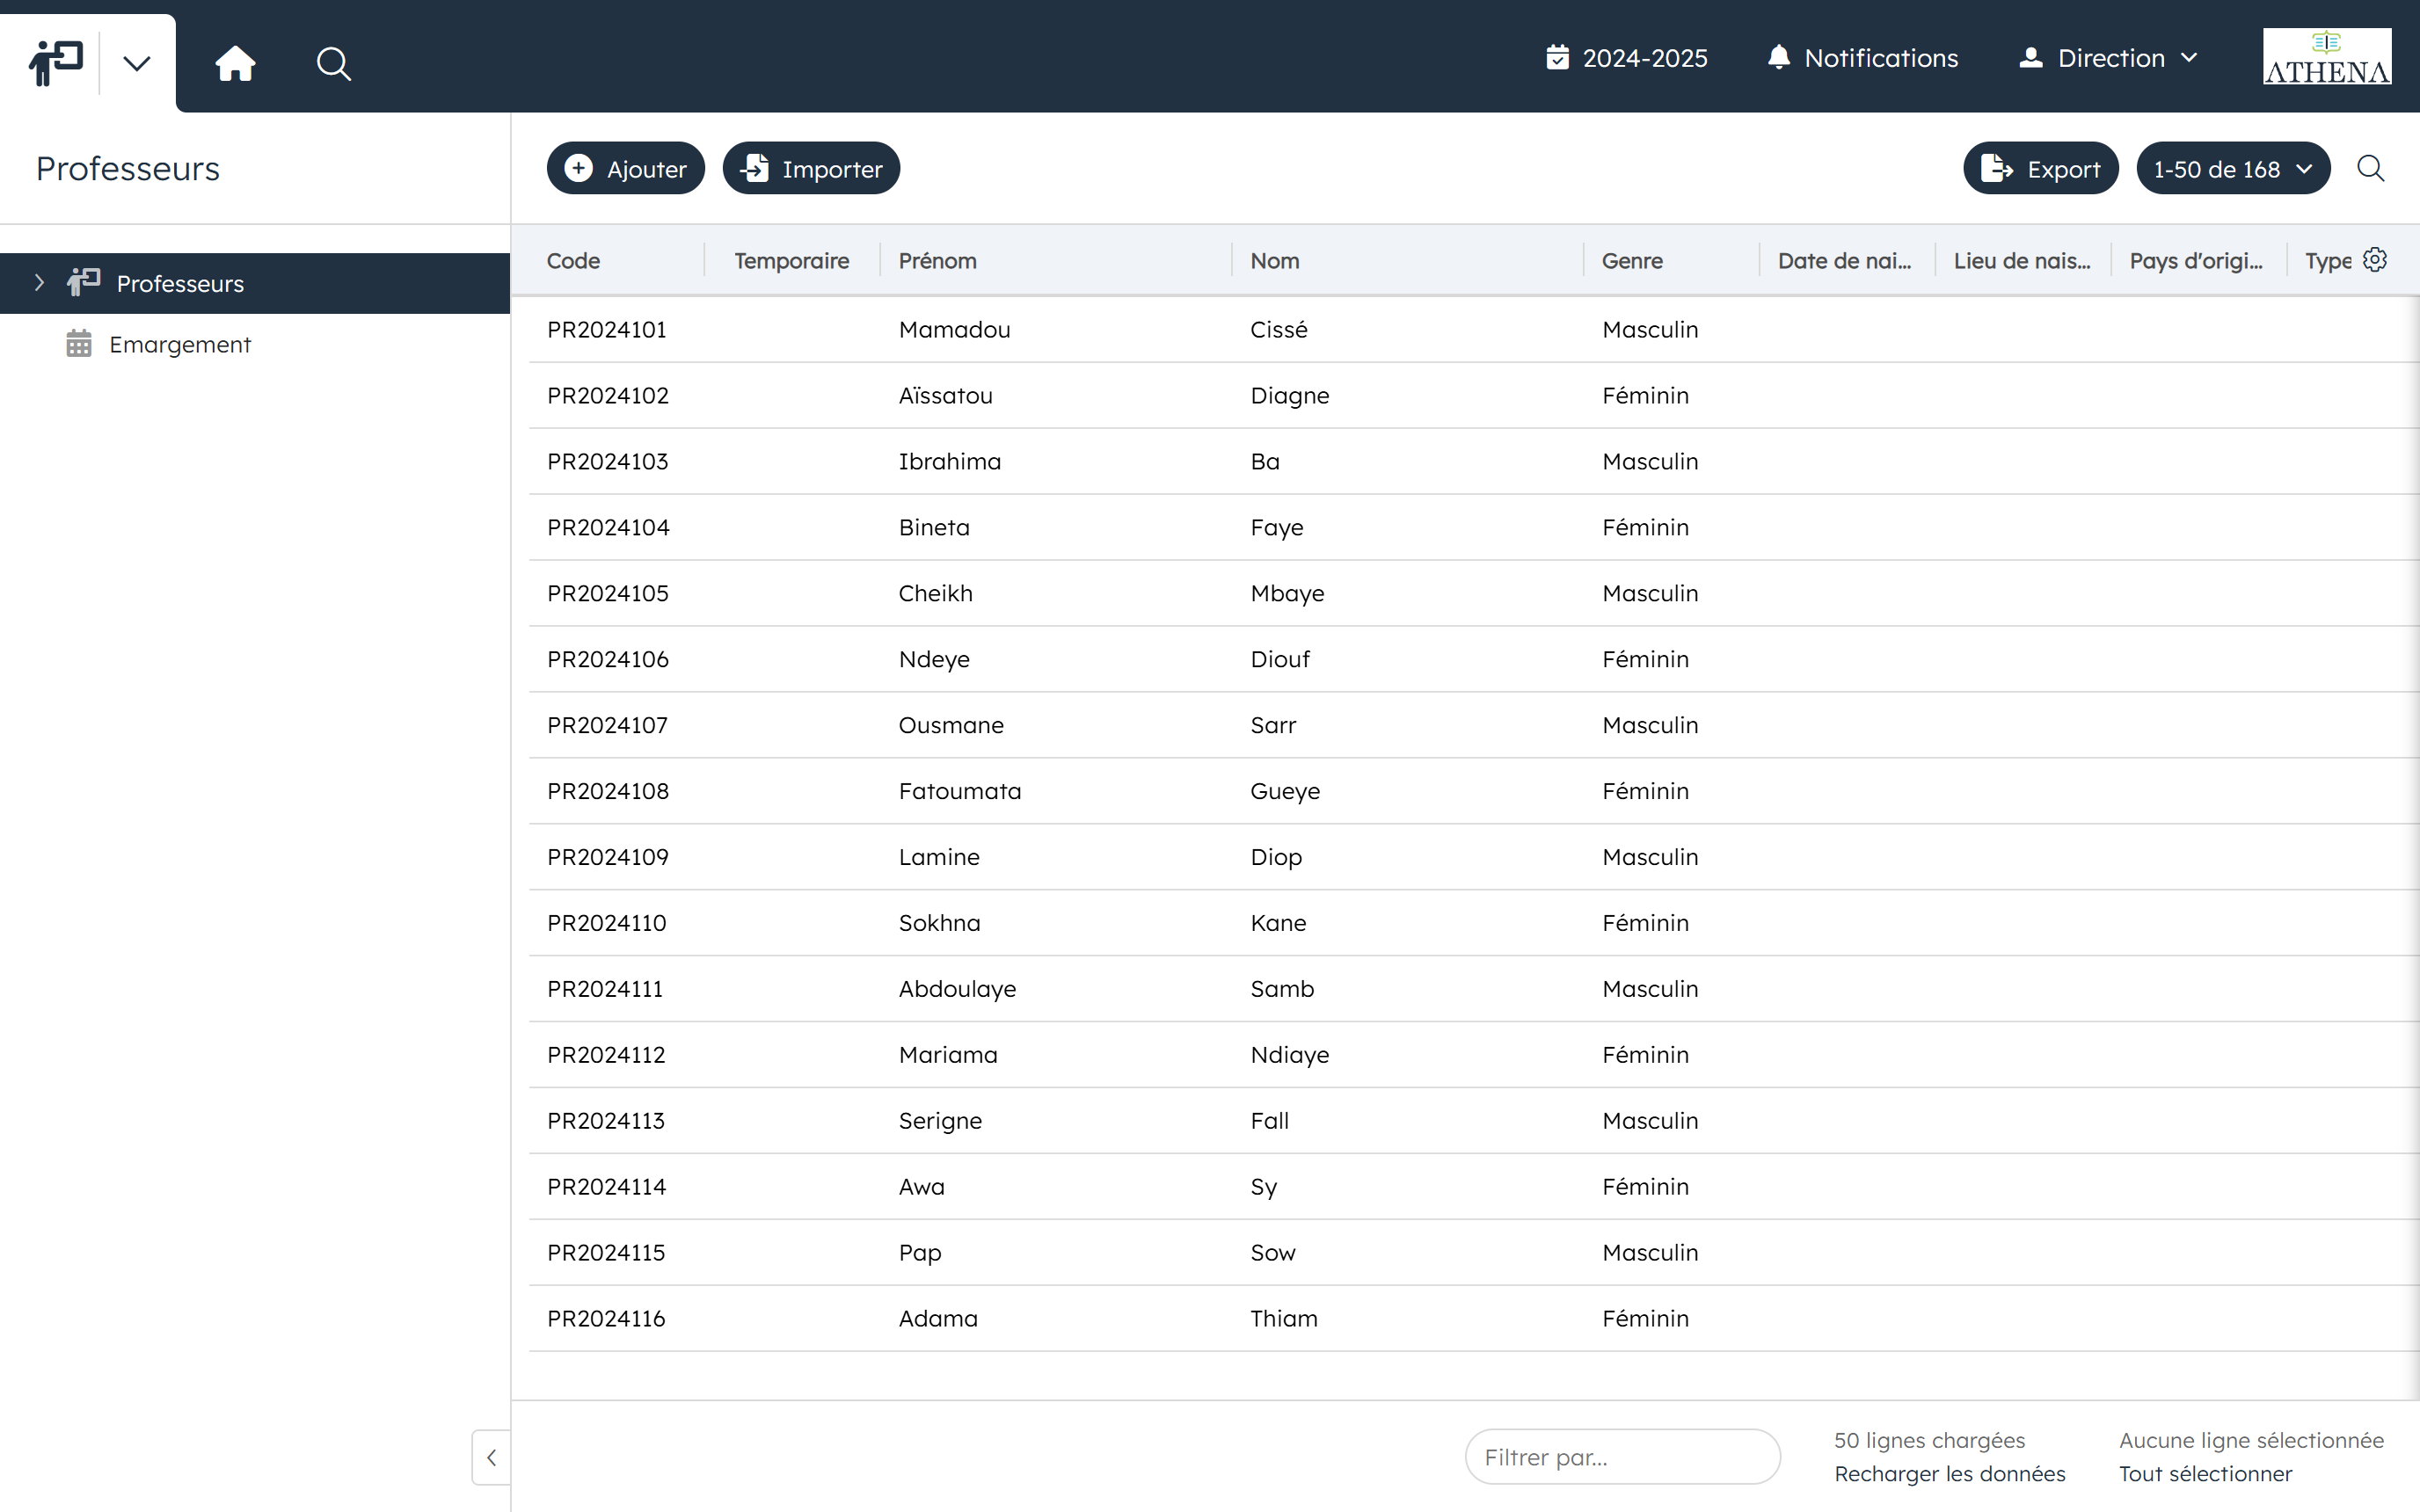 2024-2025 Notifications Direction ATHENA
Professeurs
Ajouter Importer Export 1-50 de 168
Professeurs
Emargement
Code Temporaire Prénom Nom Genre Date de nai... Lieu de nais... Pays d'origi... Type
PR2024101 Mamadou Cissé Masculin
PR2024102 Aïssatou Diagne Féminin
PR2024103 Ibrahima Ba Masculin
PR2024104 Bineta Faye Féminin
PR2024105 Cheikh Mbaye Masculin
PR2024106 Ndeye Diouf Féminin
PR2024107 Ousmane Sarr Masculin
PR2024108 Fatoumata Gueye Féminin
PR2024109 Lamine Diop Masculin
PR2024110 Sokhna Kane Féminin
PR2024111 Abdoulaye Samb Masculin
PR2024112 Mariama Ndiaye Féminin
PR2024113 Serigne Fall Masculin
PR2024114 Awa Sy Féminin
PR2024115 Pap Sow Masculin
PR2024116 Adama Thiam Féminin
Filtrer par...
50 lignes chargées Aucune ligne sélectionnée
Recharger les données Tout sélectionner